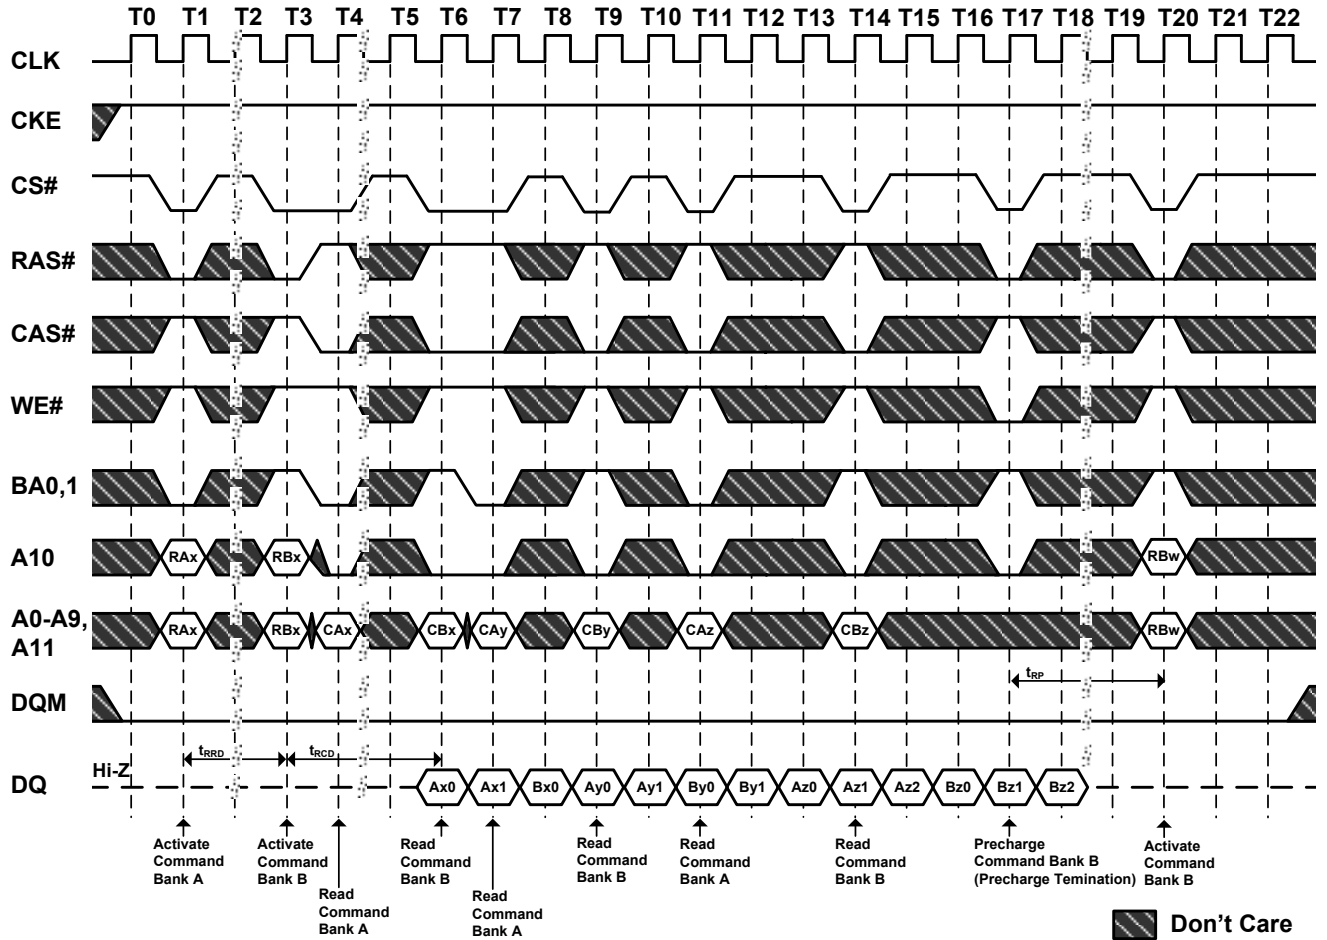 T0 T1 T2 T3 T4 T5 T6 T7 T8 T9 T10 T11 T12 T13 T14 T15 T16 T17 T18 T19 T20 T21 T22
CLK
CKE
CS#
RAS#
CAS#
WE#
BA0,1
A10
RAx RBx RBw
A0-A9,
A11
RAx RBx CAx CBx CAy CBy CAz CBz RBw
tRP
DQM
tRRD tRCD
Hi-Z
DQ
Ax0 Ax1 Bx0 Ay0 Ay1 By0 By1 Az0 Az1 Az2 Bz0 Bz1 Bz2
Activate
Command
Bank A
Activate
Command
Bank B
Read
Command
Bank A
Read
Command
Bank B
Read
Command
Bank A
Read
Command
Bank B
Read
Command
Bank A
Read
Command
Bank B
Precharge
Command Bank B
(Precharge Temination)
Activate
Command
Bank B
Don't Care